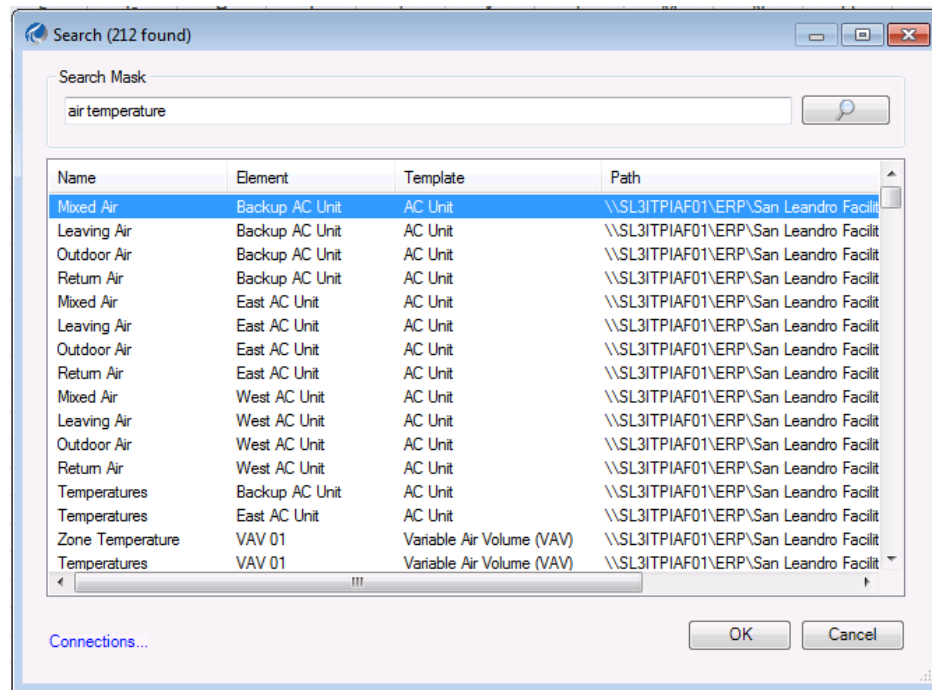 Search (212 found)
Search Mask
air temperature
Name Element Template Path
Mixed Air Backup AC Unit AC Unit \\SL3ITPIAF01\ERP\San Leandro Facilit
Leaving Air Backup AC Unit AC Unit \\SL3ITPIAF01\ERP\San Leandro Facilit
Outdoor Air Backup AC Unit AC Unit \\SL3ITPIAF01\ERP\San Leandro Facilit
Return Air Backup AC Unit AC Unit \\SL3ITPIAF01\ERP\San Leandro Facilit
Mixed Air East AC Unit AC Unit \\SL3ITPIAF01\ERP\San Leandro Facilit
Leaving Air East AC Unit AC Unit \\SL3ITPIAF01\ERP\San Leandro Facilit
Outdoor Air East AC Unit AC Unit \\SL3ITPIAF01\ERP\San Leandro Facilit
Return Air East AC Unit AC Unit \\SL3ITPIAF01\ERP\San Leandro Facilit
Mixed Air West AC Unit AC Unit \\SL3ITPIAF01\ERP\San Leandro Facilit
Leaving Air West AC Unit AC Unit \\SL3ITPIAF01\ERP\San Leandro Facilit
Outdoor Air West AC Unit AC Unit \\SL3ITPIAF01\ERP\San Leandro Facilit
Return Air West AC Unit AC Unit \\SL3ITPIAF01\ERP\San Leandro Facilit
Temperatures Backup AC Unit AC Unit \\SL3ITPIAF01\ERP\San Leandro Facilit
Temperatures East AC Unit AC Unit \\SL3ITPIAF01\ERP\San Leandro Facilit
Zone Temperature VAV 01 Variable Air Volume (VAV) \\SL3ITPIAF01\ERP\San Leandro Facilit
Temperatures VAV 01 Variable Air Volume (VAV) \\SL3ITPIAF01\ERP\San Leandro Facilit
Connections... OK Cancel